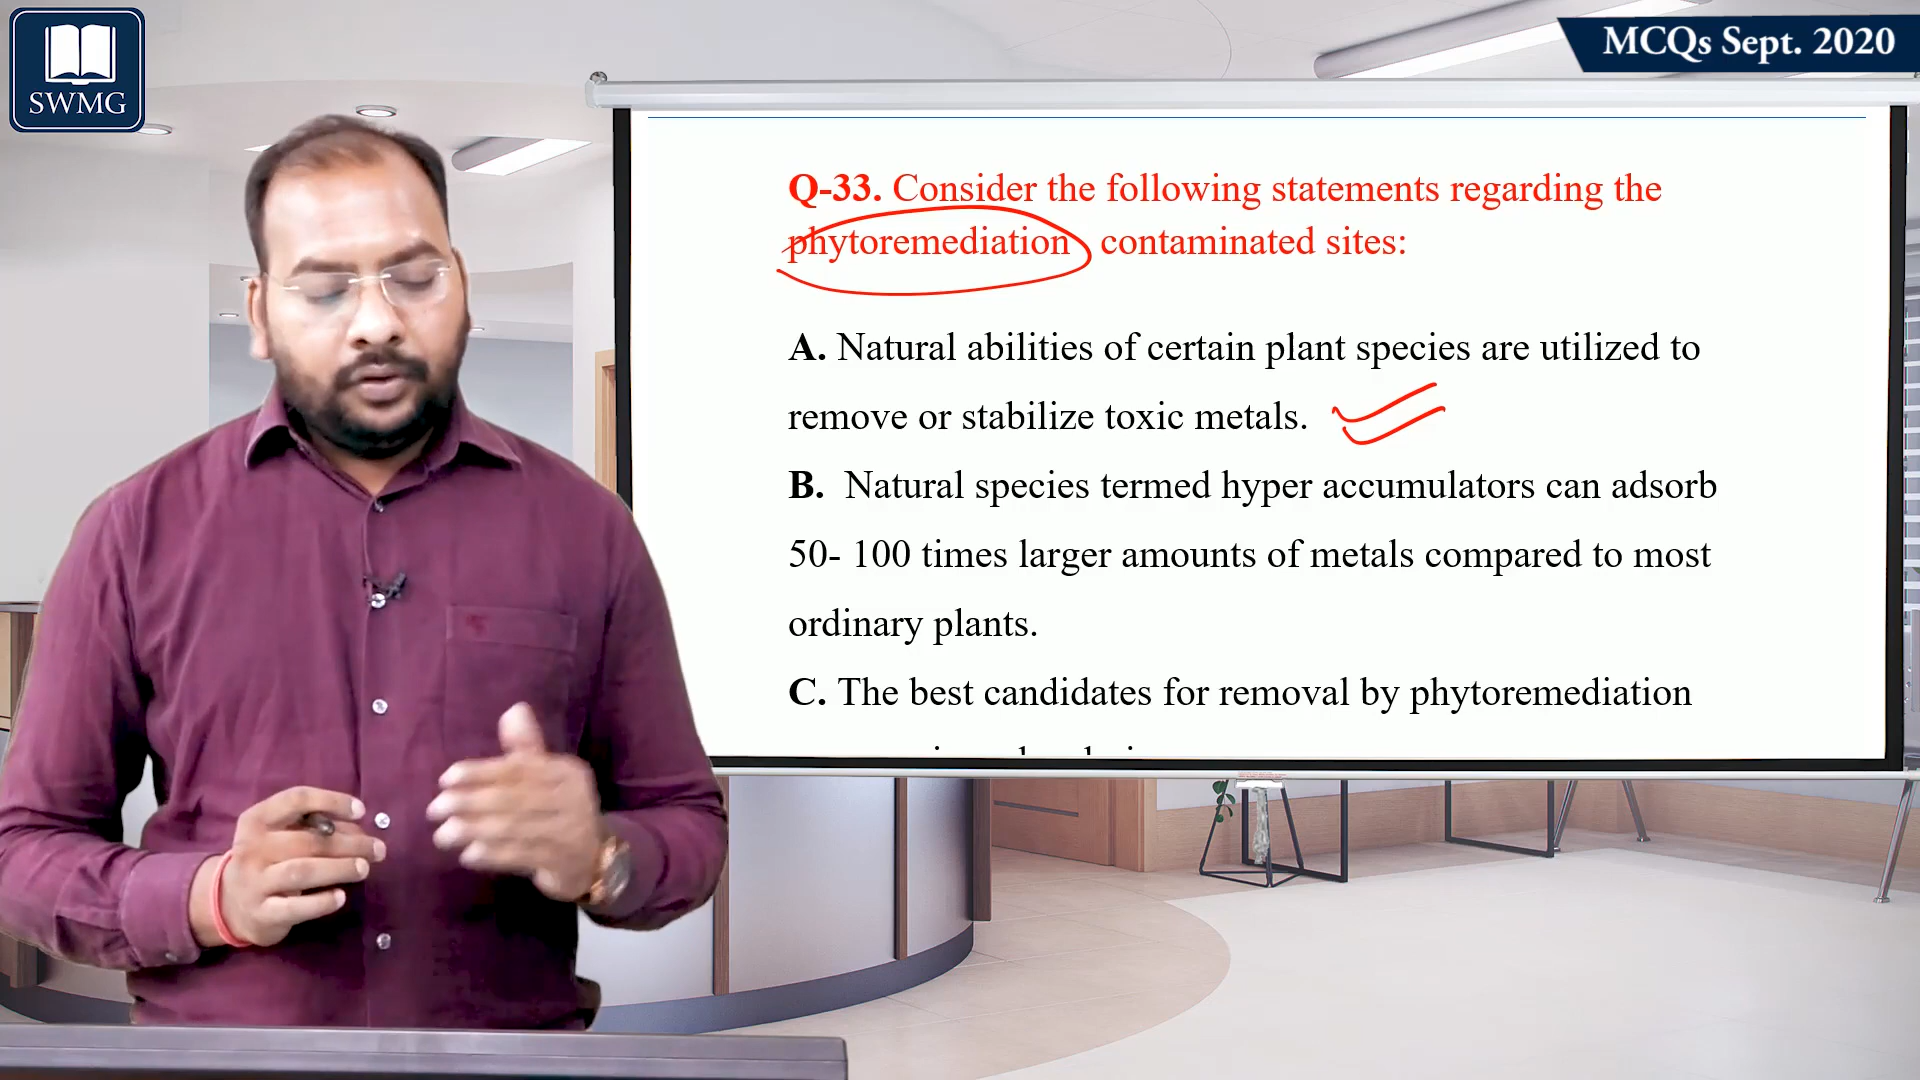 SWMG
MCQs Sept. 2020
Q-33. Consider the following statements regarding the
phytoremediation contaminated sites:
A. Natural abilities of certain plant species are utilized to
remove or stabilize toxic metals.
B. Natural species termed hyper accumulators can adsorb
50- 100 times larger amounts of metals compared to most
ordinary plants.
C. The best candidates for removal by phytoremediation